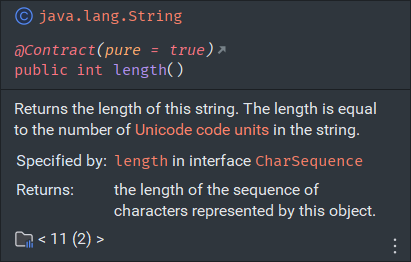 © java.lang.String
@Contract(pure = true)↗
public int length()
Returns the length of this string. The length is equal
to the number of Unicode code units in the string.
Specified by: length in interface CharSequence
Returns: the length of the sequence of
characters represented by this object.
< 11 (2) >